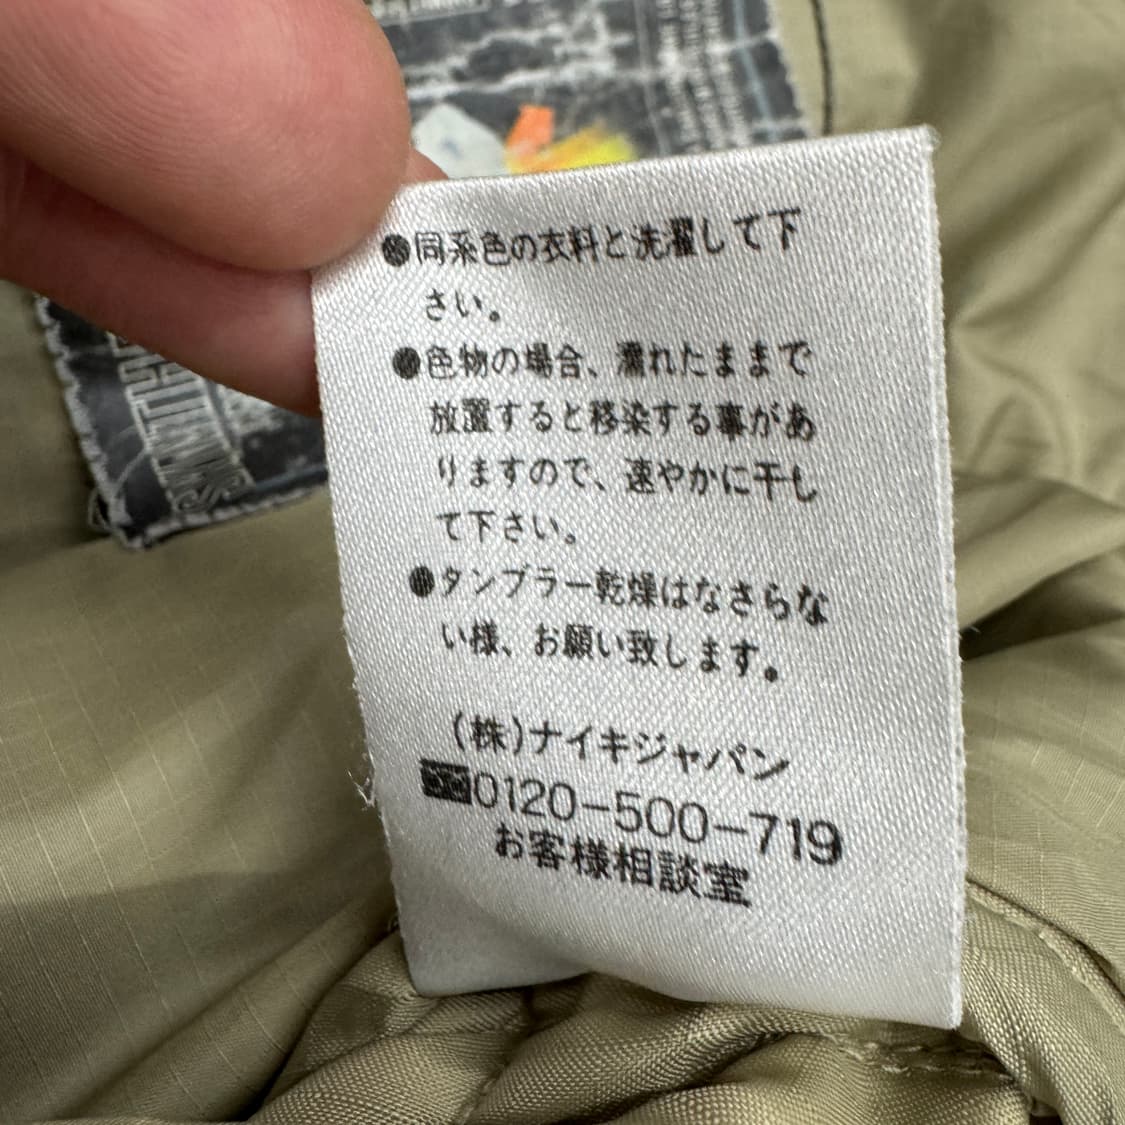 ●同系色の衣料と洗濯して下
さい。
●色物の場合、濡れたままで
放置すると移染する事があ
りますので、速やかに干し
て下さい。
●タンブラー乾燥はなさらな
い様、お願い致します。
(株)ナイキジャパン
0120-500-719
お客様相談室